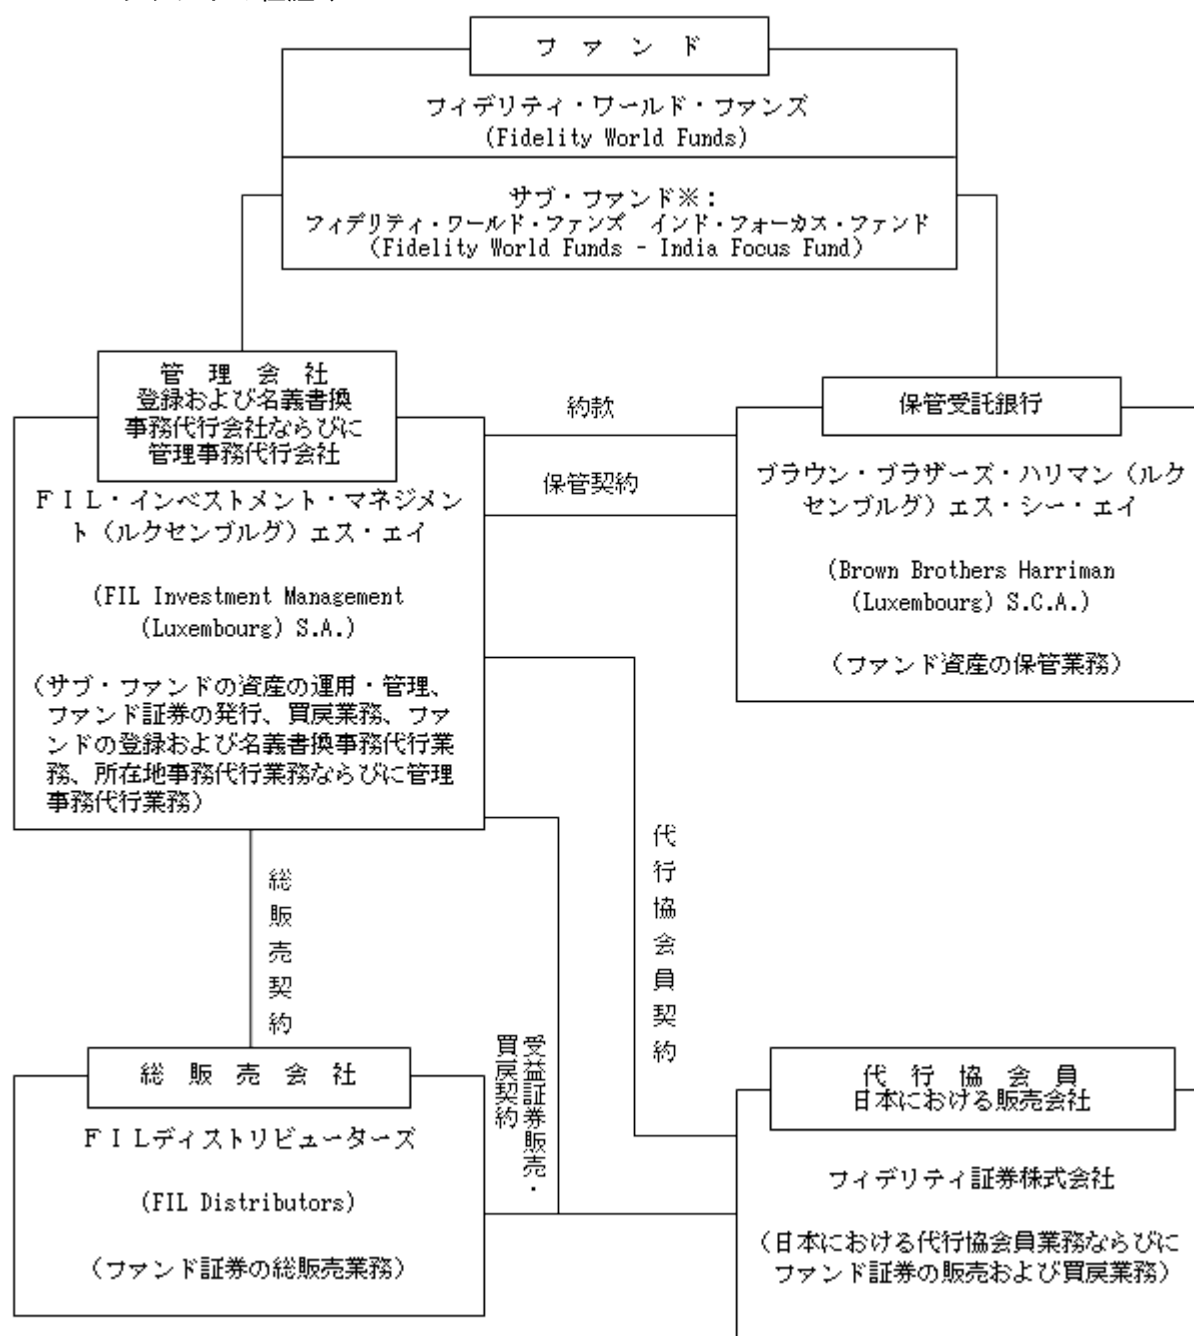 ファンド
フィデリティ・ワールド・ファンズ
(Fidelity World Funds)
サブ・ファンド※：
フィデリティ・ワールド・ファンズ　インド・フォーカス・ファンド
(Fidelity World Funds - India Focus Fund)
管理会社
登録および名義書換
事務代行会社ならびに
管理事務代行会社
ＦＩＬ・インベストメント・マネジメン
ト（ルクセンブルグ）エス・エイ
(FIL Investment Management
(Luxembourg) S.A.)
（サブ・ファンドの資産の運用・管理、
ファンド証券の発行、買戻業務、ファ
ンドの登録および名義書換事務代行業
務、所在地事務代行業務ならびに管理
事務代行業務）
約款
保管契約
保管受託銀行
ブラウン・ブラザーズ・ハリマン（ルク
センブルグ）エス・シー・エイ
(Brown Brothers Harriman
(Luxembourg) S.C.A.)
（ファンド資産の保管業務）
総販売契約
代行協会員契約
受益証券販売・
買戻契約
総販売会社
ＦＩＬディストリビューターズ
(FIL Distributors)
（ファンド証券の総販売業務）
代行協会員
日本における販売会社
フィデリティ証券株式会社
（日本における代行協会員業務ならびに
ファンド証券の販売および買戻業務）